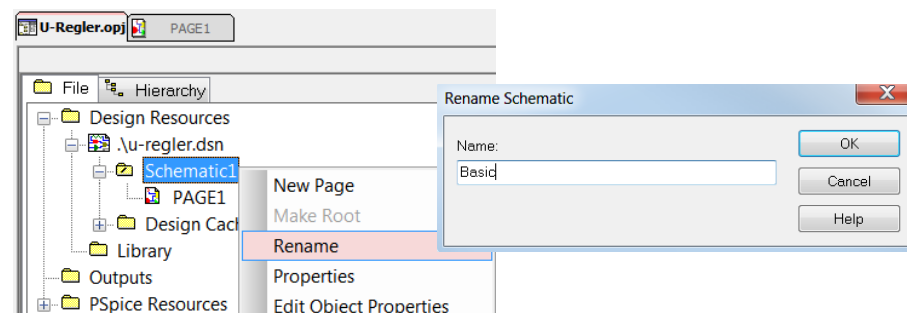 U-Regler.opj PAGE1
File Hierarchy
Design Resources
.\u-regler.dsn
Schematic1
PAGE1
Design Cach
Library
Outputs
PSpice Resources
New Page
Make Root
Rename
Properties
Edit Object Properties
Rename Schematic
Name:
Basic
OK
Cancel
Help